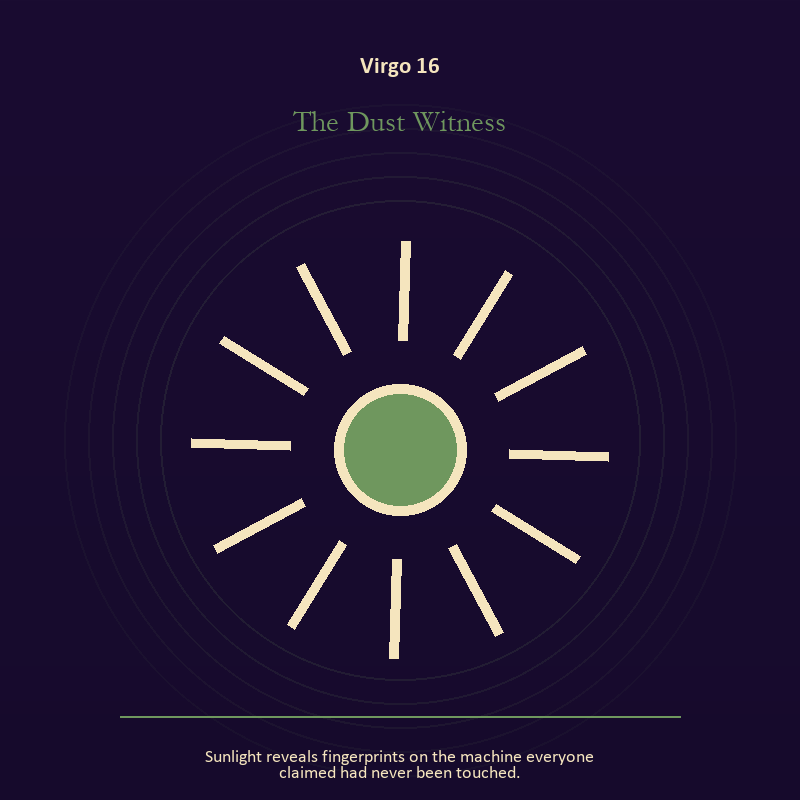 Virgo 16
The Dust Witness
Sunlight reveals fingerprints on the machine everyone
claimed had never been touched.